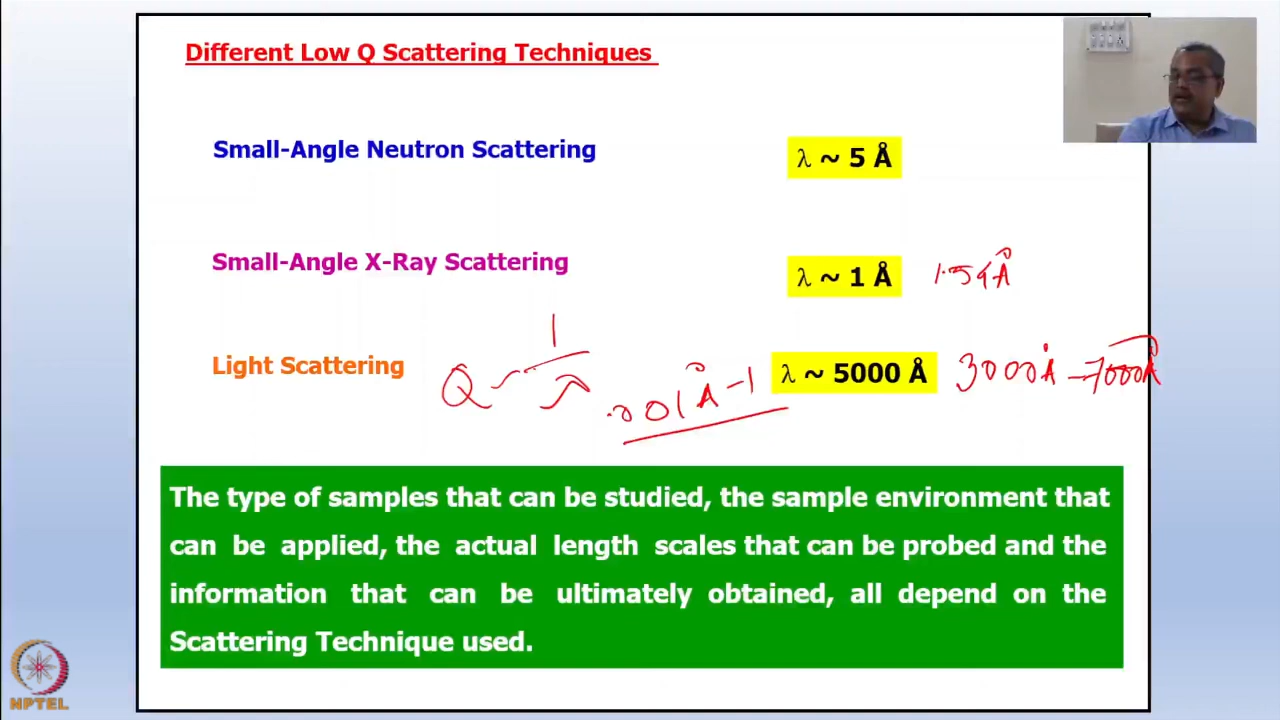 Different Low Q Scattering Techniques
Small-Angle Neutron Scattering
λ ~ 5 Å
Small-Angle X-Ray Scattering
λ ~ 1 Å
1.54 Å
Light Scattering
λ ~ 5000 Å
3000 Å - 7000 Å
Q ~ 1/λ
.001 Å -1
The type of samples that can be studied, the sample environment that
can be applied, the actual length scales that can be probed and the
information that can be ultimately obtained, all depend on the
Scattering Technique used.
NPTEL